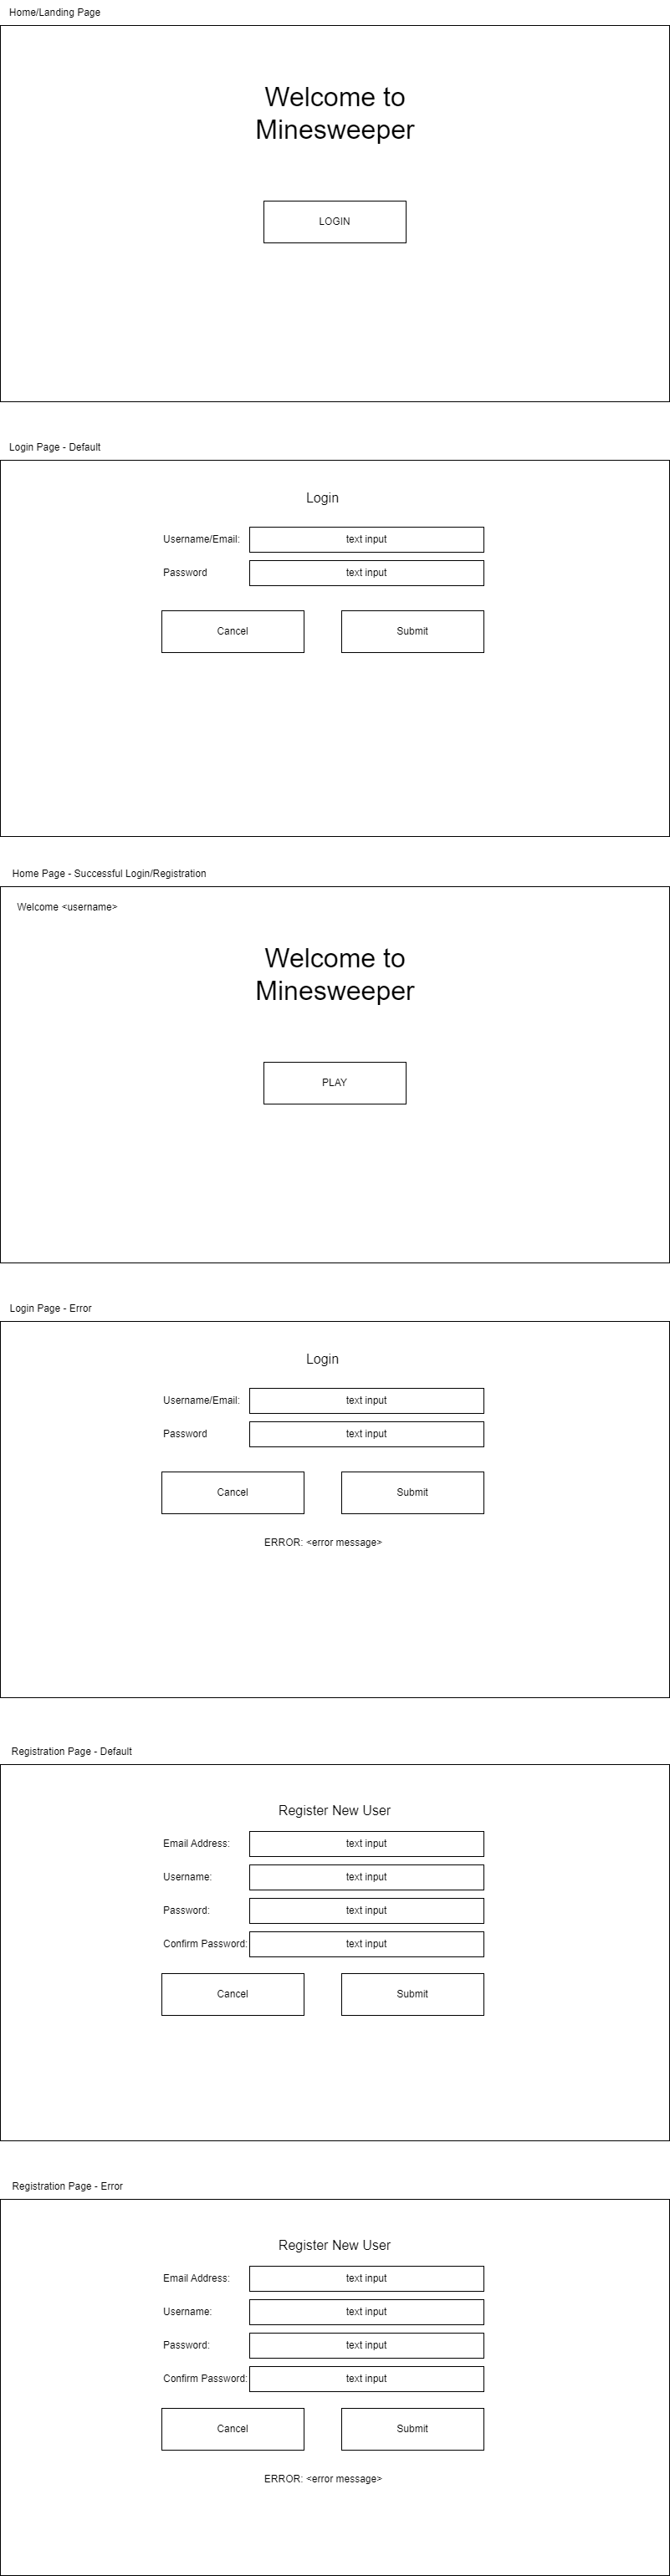 Home/Landing Page
Welcome to
Minesweeper
LOGIN
Login Page - Default
Login
Username/Email: text input
Password text input
Cancel Submit
Home Page - Successful Login/Registration
Welcome <username>
Welcome to
Minesweeper
PLAY
Login Page - Error
Login
Username/Email: text input
Password text input
Cancel Submit
ERROR: <error message>
Registration Page - Default
Register New User
Email Address: text input
Username: text input
Password: text input
Confirm Password: text input
Cancel Submit
Registration Page - Error
Register New User
Email Address: text input
Username: text input
Password: text input
Confirm Password: text input
Cancel Submit
ERROR: <error message>